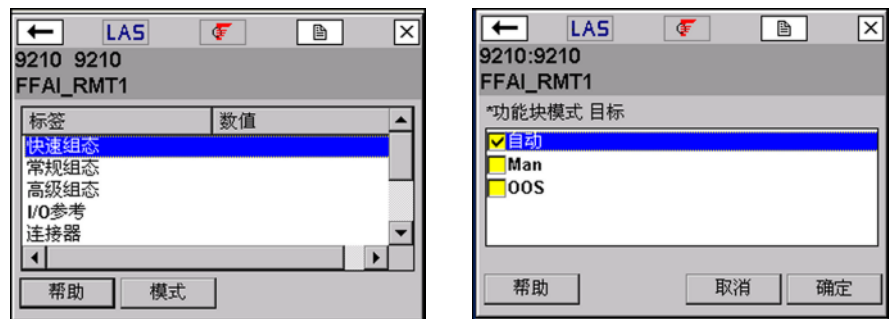 LAS
9210 9210
FFAI_RMT1
标签 数值
快速组态
常规组态
高级组态
I/O参考
连接器
帮助 模式
LAS
9210:9210
FFAI_RMT1
*功能块模式 目标
自动
Man
OOS
帮助 取消 确定